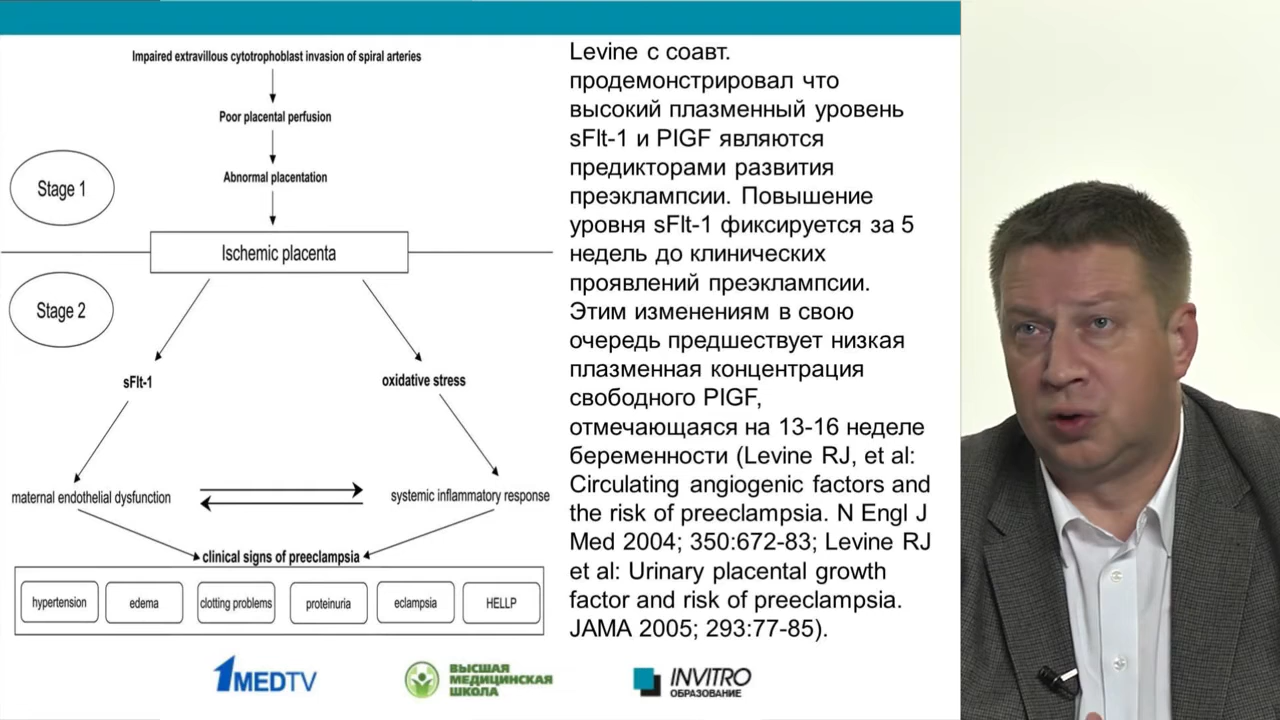 Impaired extravillous cytotrophoblast invasion of spiral arteries
Poor placental perfusion
Abnormal placentation
Stage 1
Ischemic placenta
Stage 2
sFlt-1
oxidative stress
maternal endothelial dysfunction
systemic inflammatory response
clinical signs of preeclampsia
hypertension
edema
clotting problems
proteinuria
eclampsia
HELLP
Levine с соавт.
продемонстрировал что
высокий плазменный уровень
sFlt-1 и PIGF являются
предикторами развития
преэклампсии. Повышение
уровня sFlt-1 фиксируется за 5
недель до клинических
проявлений преэклампсии.
Этим изменениям в свою
очередь предшествует низкая
плазменная концентрация
свободного PIGF,
отмечающаяся на 13-16 неделе
беременности (Levine RJ, et al:
Circulating angiogenic factors and
the risk of preeclampsia. N Engl J
Med 2004; 350:672-83; Levine RJ
et al: Urinary placental growth
factor and risk of preeclampsia.
JAMA 2005; 293:77-85).
1MEDTV
ВЫСШАЯ
МЕДИЦИНСКАЯ
ШКОЛА
INVITRO
ОБРАЗОВАНИЕ